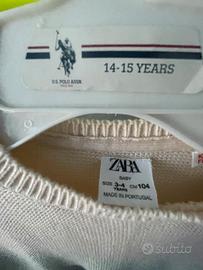 U.S. POLO ASSN.
14-15 YEARS
ZARA
BABY
SIZE 3-4 YEARS CM 104
MADE IN PORTUGAL
subito